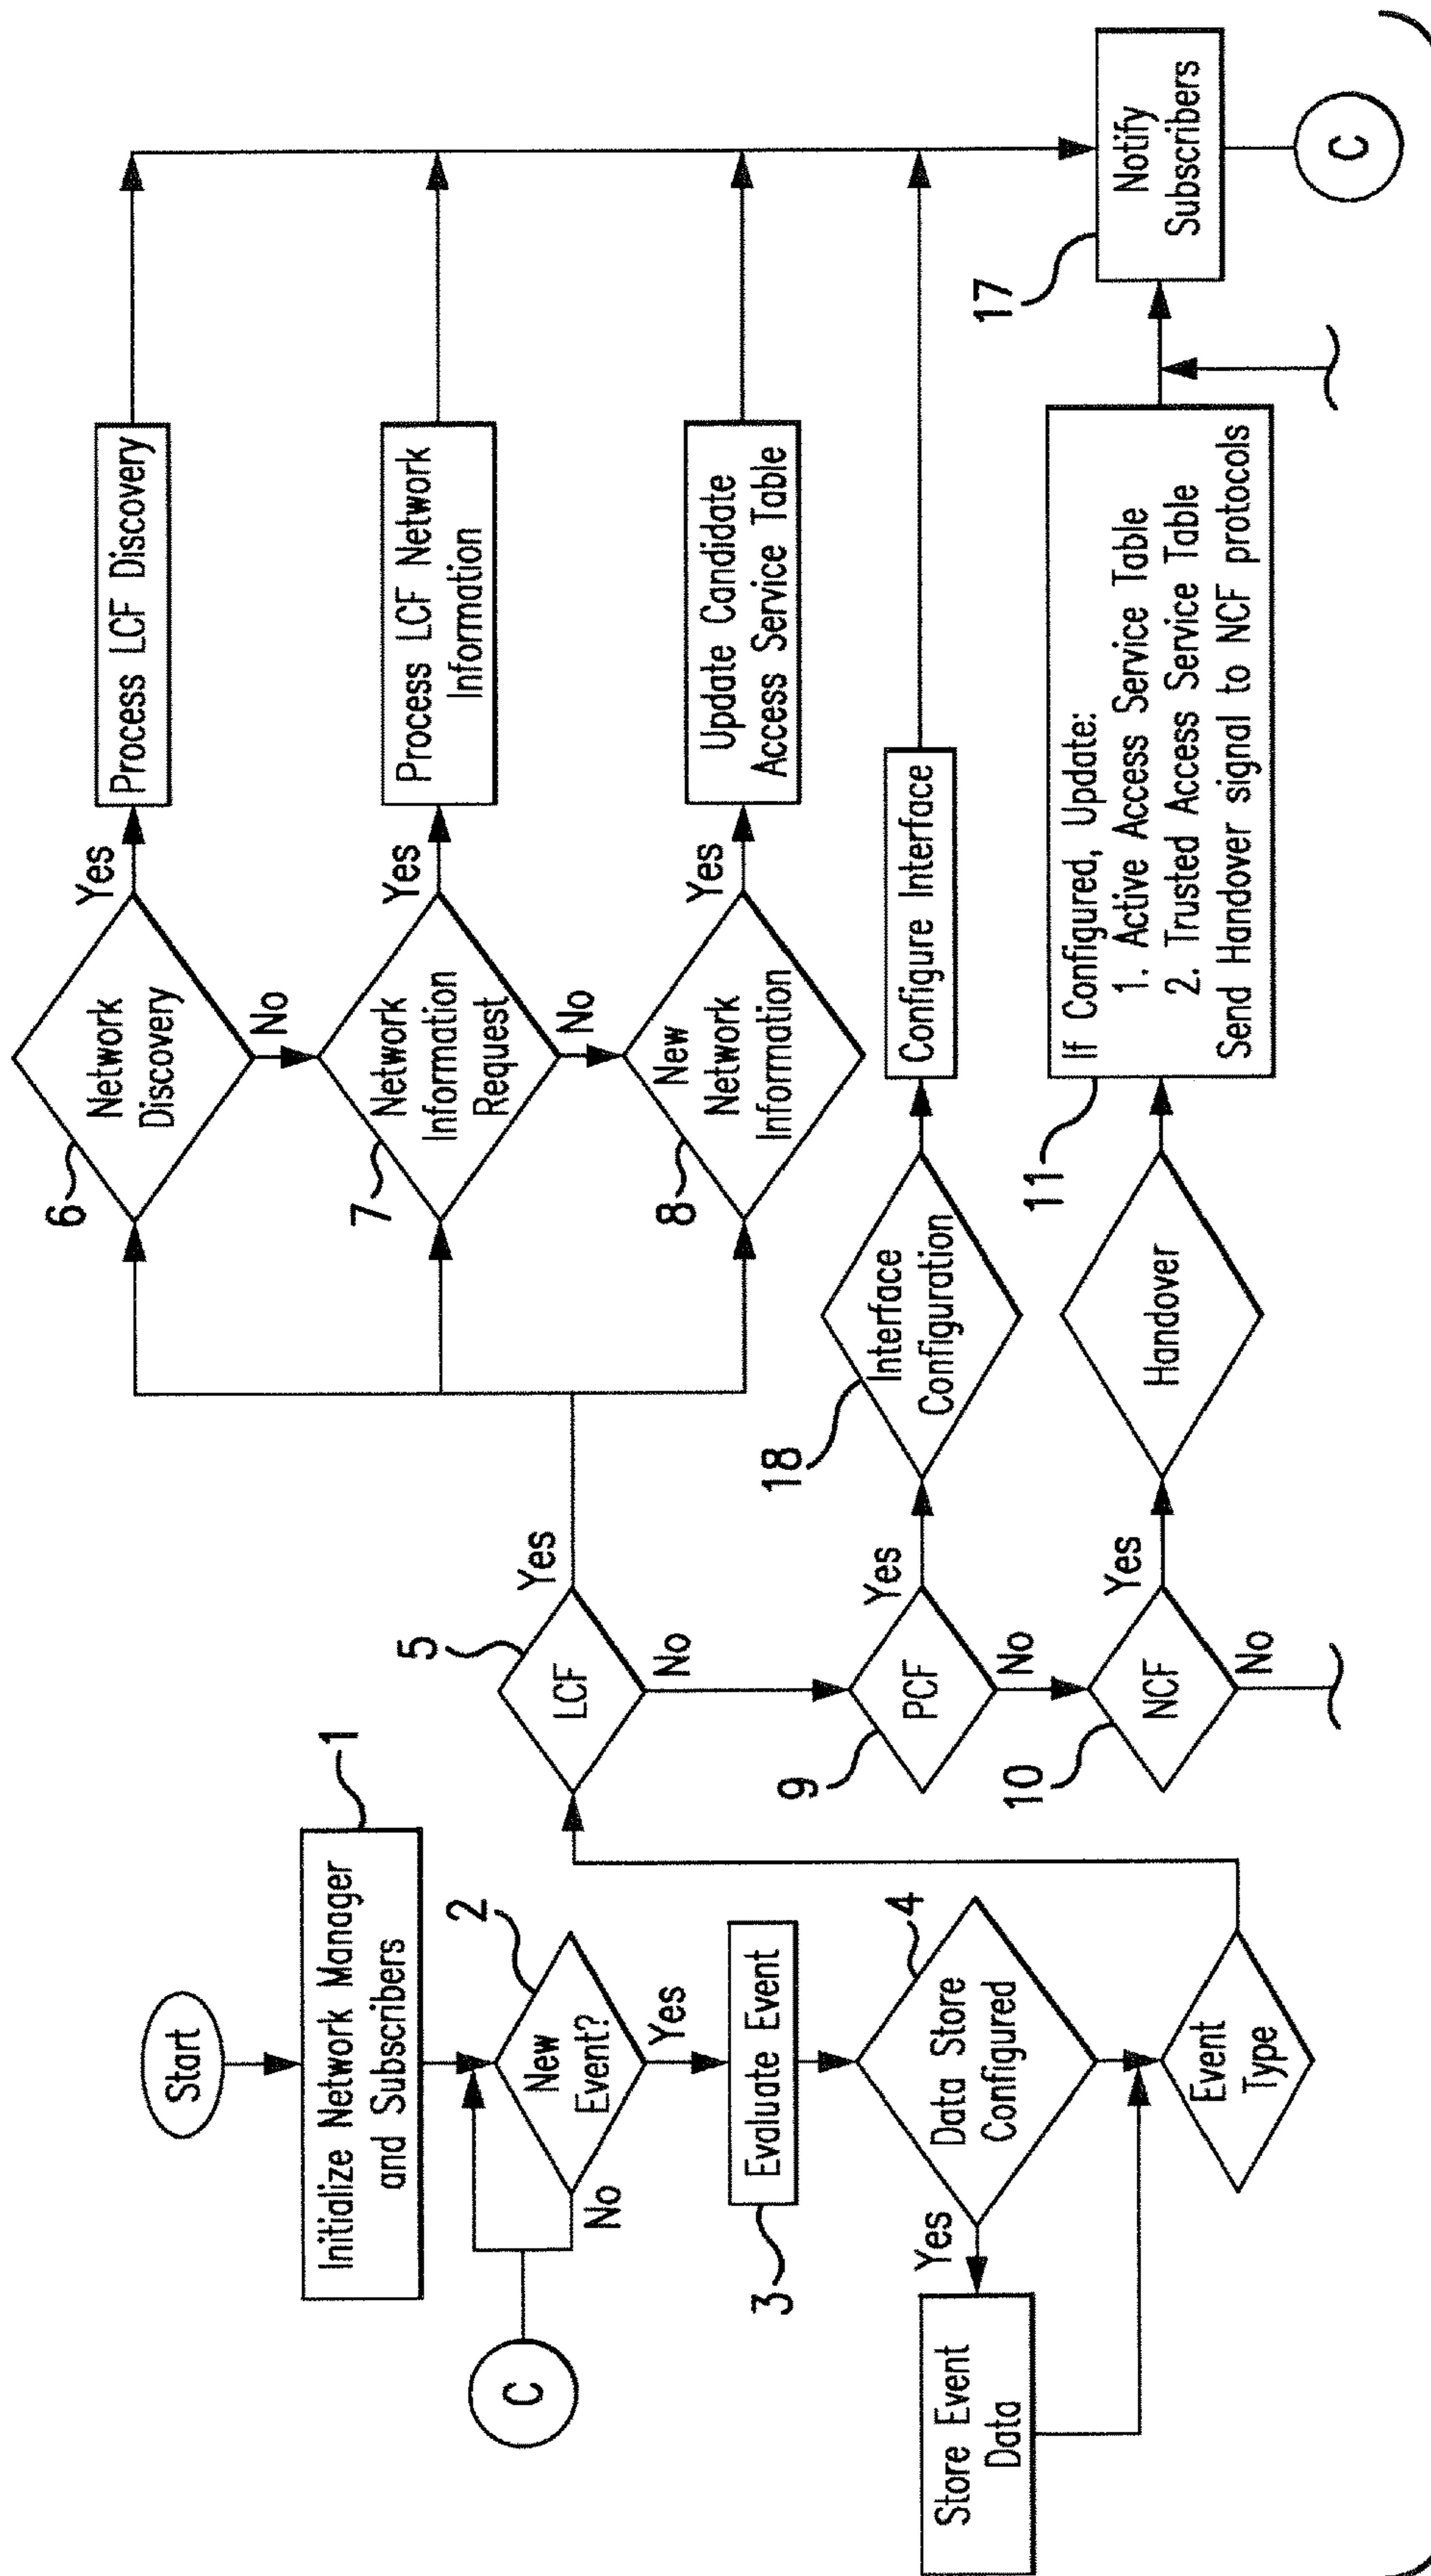 Start
1
Initialize Network Manager
and Subscribers
2
New
Event?
No
Yes
C
3
Evaluate Event
4
Data Store
Configured
Yes
Store Event
Data
Event
Type
5
LCF
Yes
No
6
Network
Discovery
Yes
No
Process LCF Discovery
7
Network
Information
Request
Yes
No
Process LCF Network
Information
8
New
Network
Information
Yes
Update Candidate
Access Service Table
9
PCF
Yes
No
18
Interface
Configuration
Configure Interface
10
NCF
Yes
No
Handover
11
If Configured, Update:
1. Active Access Service Table
2. Trusted Access Service Table
Send Handover signal to NCF protocols
17
Notify
Subscribers
C